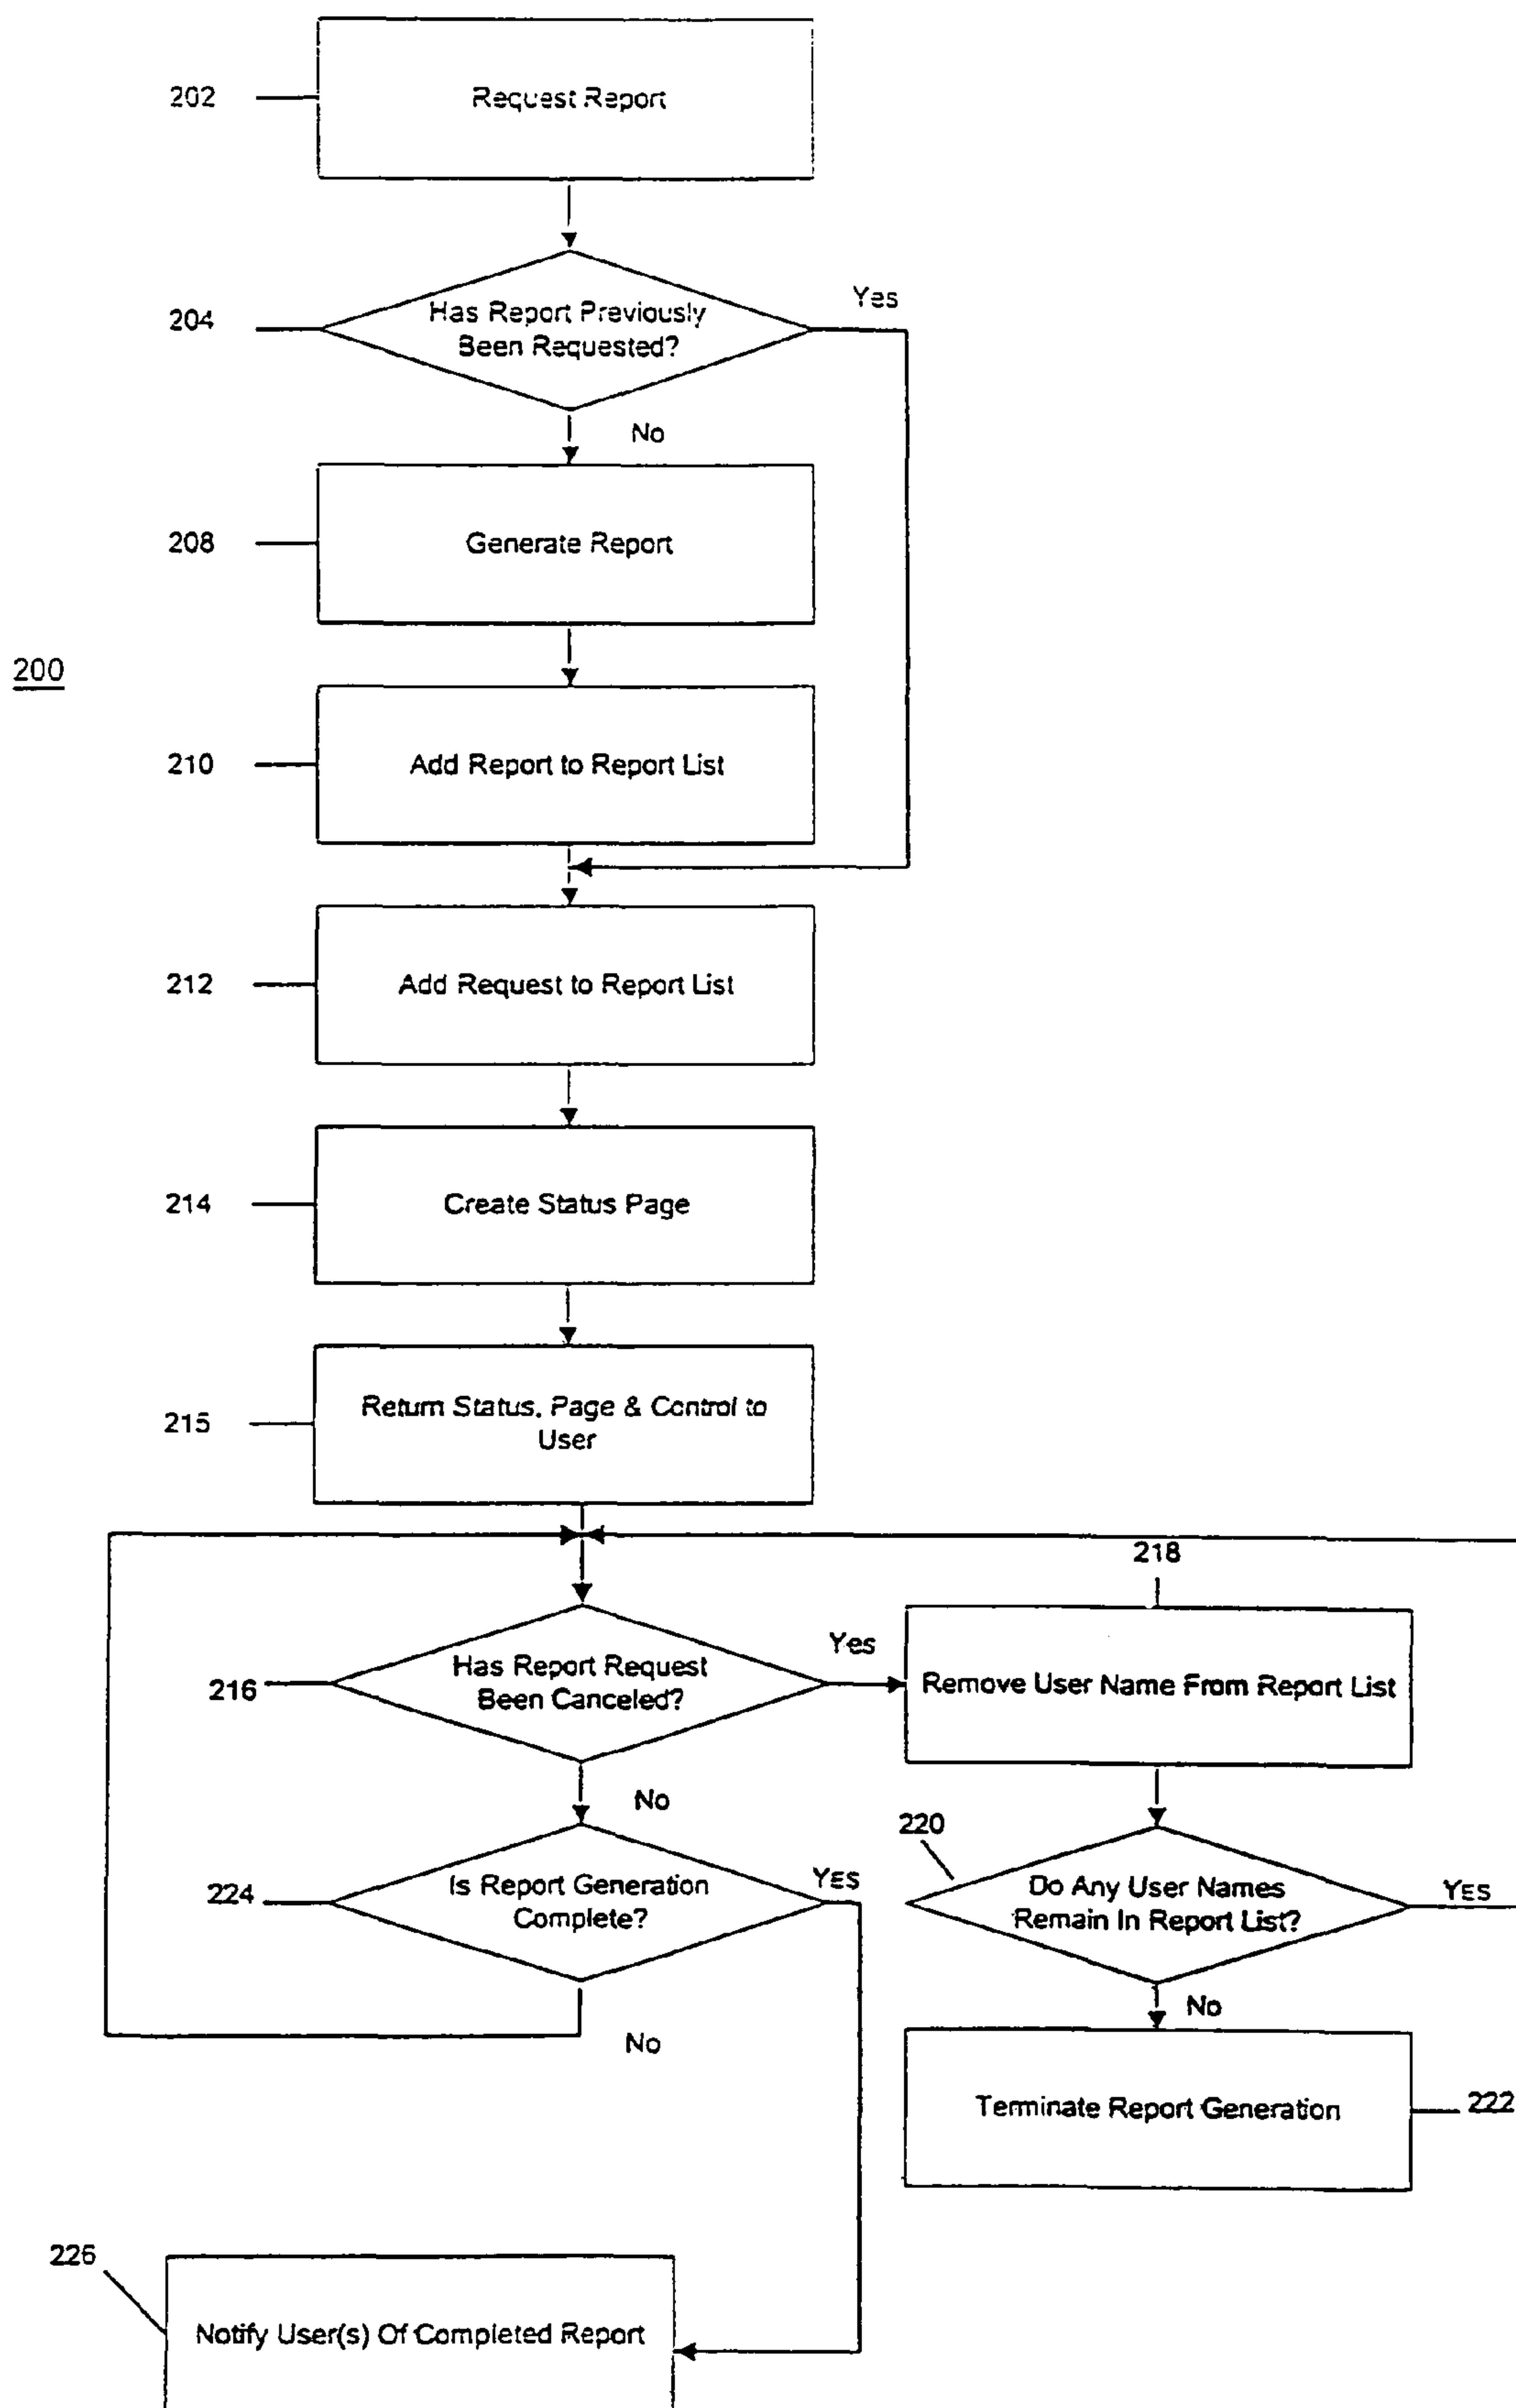 202
Request Report
204
Has Report Previously
Been Requested?
Yes
No
208
Generate Report
200
210
Add Report to Report List
212
Add Request to Report List
214
Create Status Page
215
Return Status, Page & Control to
User
218
216
Has Report Request
Been Canceled?
Yes
Remove User Name From Report List
No
220
224
Is Report Generation
Complete?
YES
Do Any User Names
Remain In Report List?
YES
No
No
Terminate Report Generation
222
226
Notify User(s) Of Completed Report